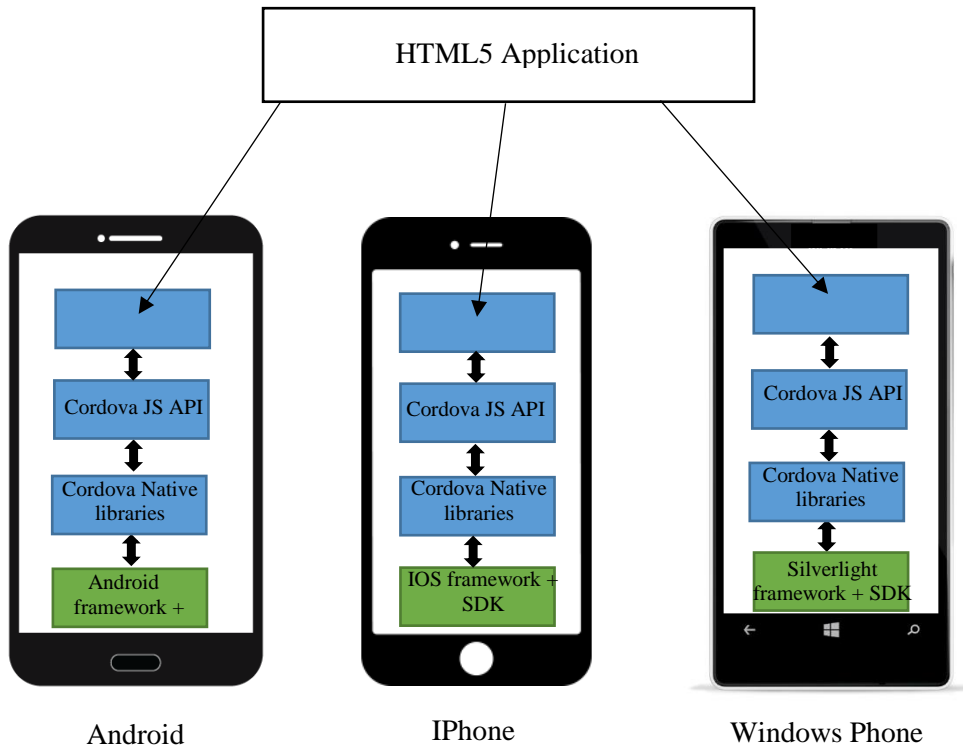 HTML5 Application
Cordova JS API
Cordova Native
libraries
Android
framework +
Cordova JS API
Cordova Native
libraries
IOS framework +
SDK
Cordova JS API
Cordova Native
libraries
Silverlight
framework + SDK
Android
IPhone
Windows Phone